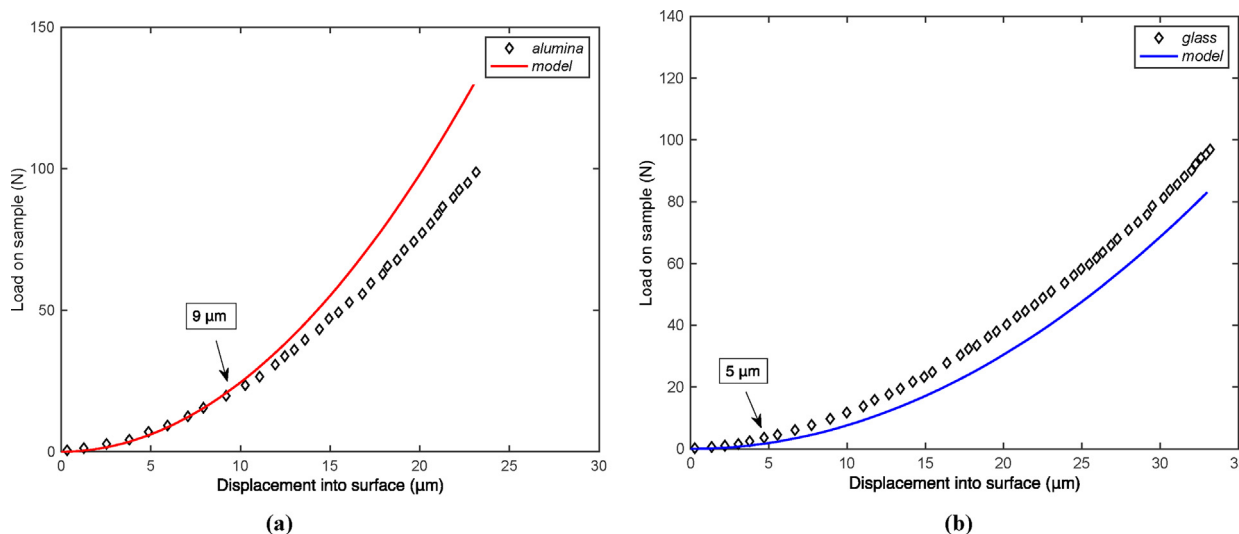 150
100
50
0
0 5 10 15 20 25 30
Load on sample (N)
Displacement into surface (μm)
alumina
model
9 μm
(a)
140
120
100
80
60
40
20
0
0 5 10 15 20 25 30 35
Load on sample (N)
Displacement into surface (μm)
glass
model
5 μm
(b)